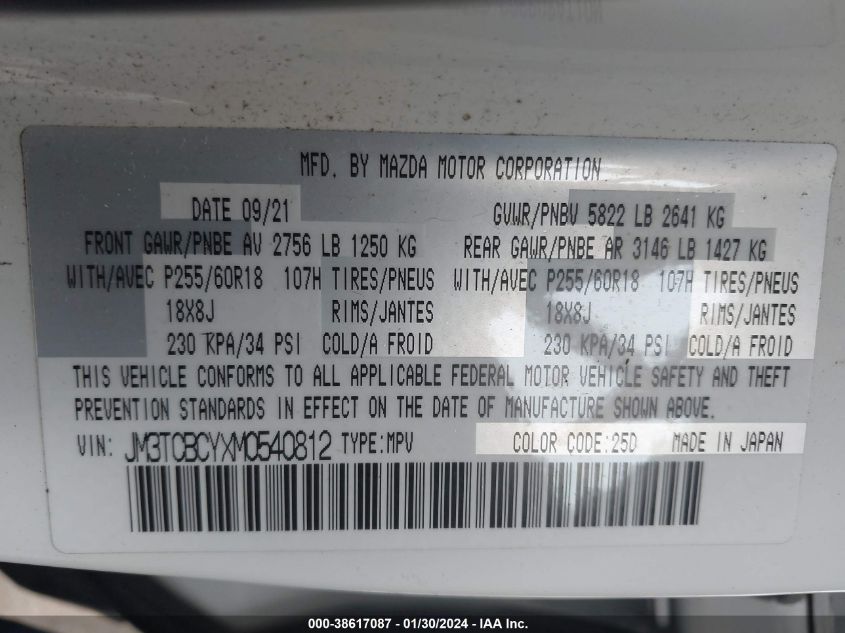 MFD. BY MAZDA MOTOR CORPORATION
DATE 09/21 GVWR/PNBV 5822 LB 2641 KG
FRONT GAWR/PNBE AV 2756 LB 1250 KG REAR GAWR/PNBE AR 3146 LB 1427 KG
WITH/AVEC P255/60R18 107H TIRES/PNEUS WITH/AVEC P255/60R18 107H TIRES/PNEUS
18X8J RIMS/JANTES 18X8J RIMS/JANTES
230 KPA/34 PSI COLD/A FROID 230 KPA/34 PSI COLD/A FROID
THIS VEHICLE CONFORMS TO ALL APPLICABLE FEDERAL MOTOR VEHICLE SAFETY AND THEFT
PREVENTION STANDARDS IN EFFECT ON THE DATE OF MANUFACTURE SHOWN ABOVE.
VIN: JM3TCBCYXM0540812 TYPE:MPV COLOR CODE:25D MADE IN JAPAN
000-38617087 - 01/30/2024 - IAA Inc.